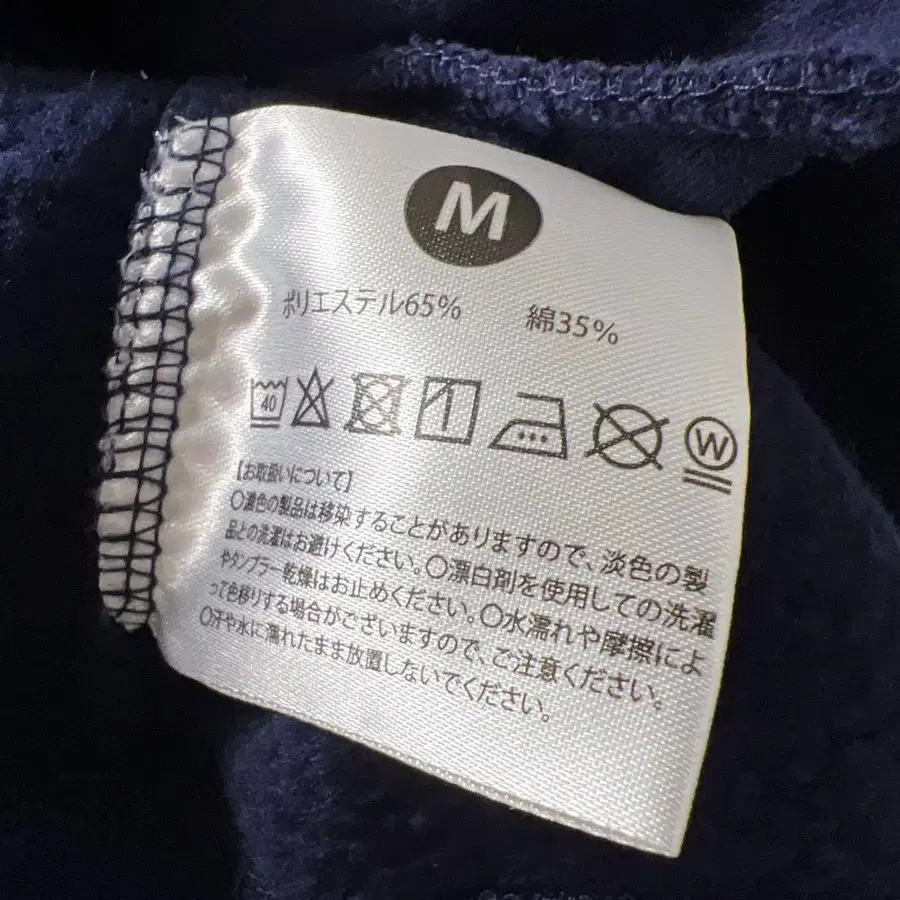 M
ポリエステル65% 綿35%
40 W
【お取扱いについて】
○濃色の製品は移染することがありますので、淡色の製
品との洗濯はお避けください。○漂白剤を使用しての洗濯
やタンブラー乾燥はお止めください。○水濡れや摩擦によ
って色移りする場合がございますので、ご注意ください。
○汗や水に濡れたまま放置しないでください。